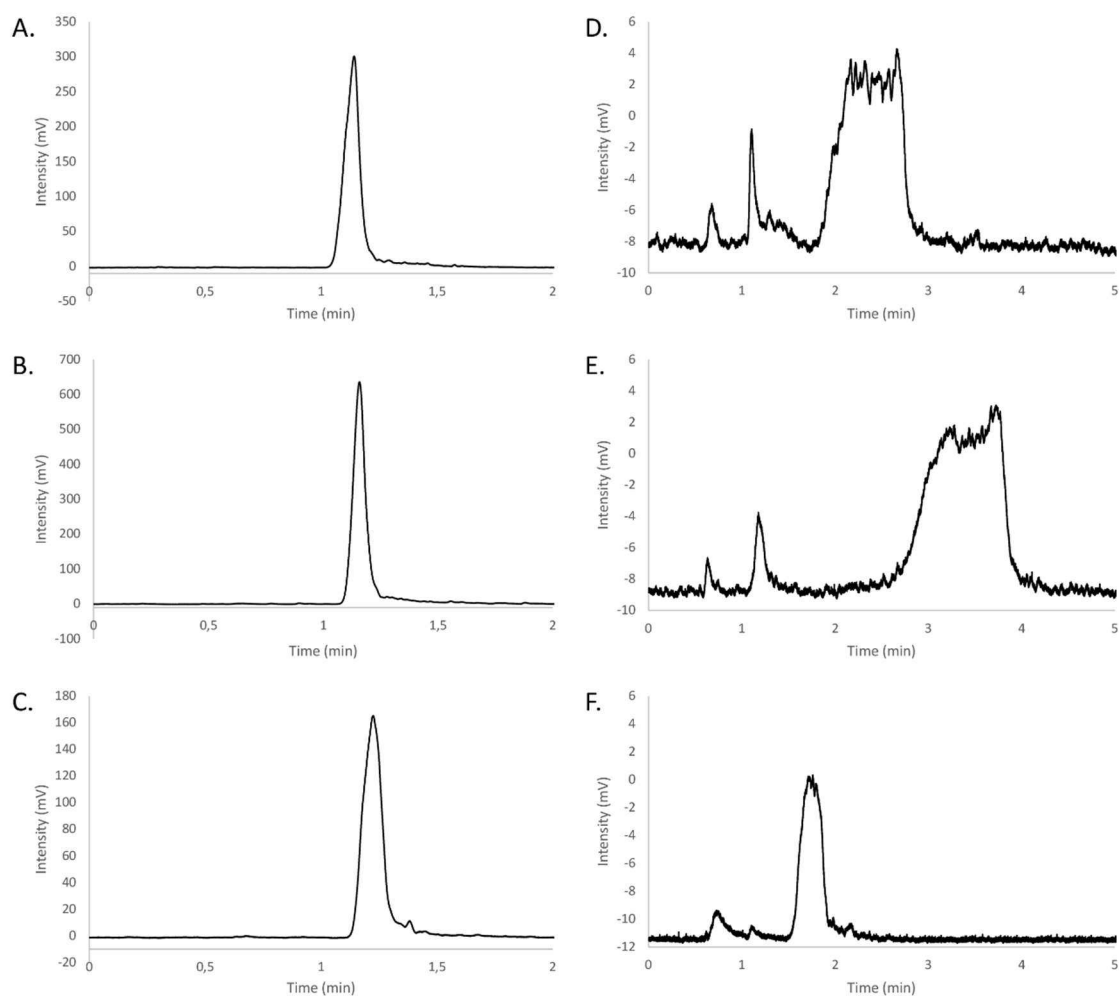 A.
350
300
250
200
150
100
50
0
-50
Intensity (mV)
0 0,5 1 1,5 2
Time (min)
D.
6
4
2
0
-2
-4
-6
-8
-10
Intensity (mV)
0 1 2 3 4 5
Time (min)
B.
700
600
500
400
300
200
100
0
-100
Intensity (mV)
0 0,5 1 1,5 2
Time (min)
E.
6
4
2
0
-2
-4
-6
-8
-10
Intensity (mV)
0 1 2 3 4 5
Time (min)
C.
180
160
140
120
100
80
60
40
20
0
-20
Intensity (mV)
0 0,5 1 1,5 2
Time (min)
F.
6
4
2
0
-2
-4
-6
-8
-10
-12
Intensity (mV)
0 1 2 3 4 5
Time (min)